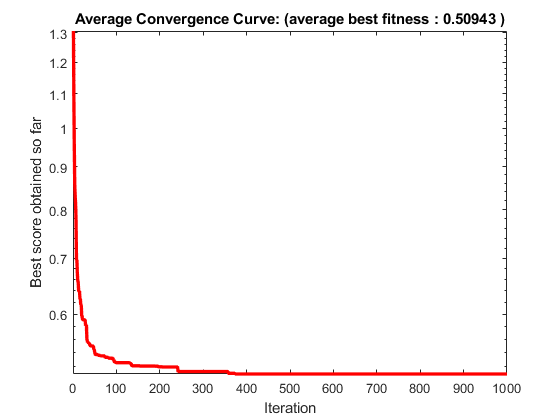 Average Convergence Curve: (average best fitness : 0.50943 )
1.3
1.2
1.1
1
0.9
0.8
0.7
0.6
Best score obtained so far
0 100 200 300 400 500 600 700 800 900 1000
Iteration